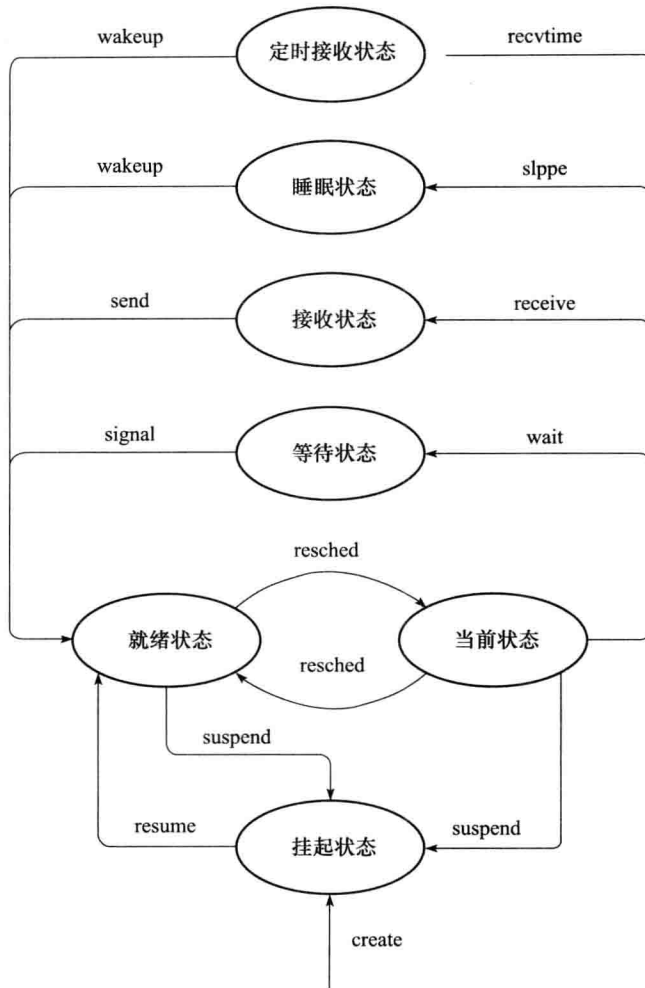 wakeup 定时接收状态 recvtime
wakeup 睡眠状态 slppe
send 接收状态 receive
signal 等待状态 wait
resched
就绪状态 当前状态
resched
suspend
resume 挂起状态 suspend
create